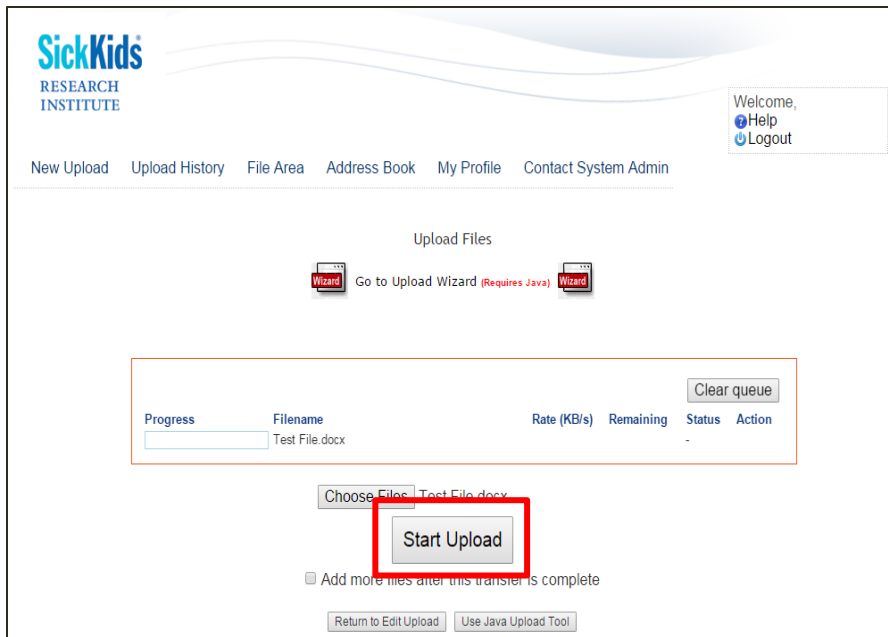 SickKids
RESEARCH
INSTITUTE
Welcome,
Help
Logout
New Upload Upload History File Area Address Book My Profile Contact System Admin
Upload Files
Wizard Go to Upload Wizard (Requires Java) Wizard
Clear queue
Progress Filename Rate (KB/s) Remaining Status Action
Test File.docx -
Choose Files Test File.docx
Start Upload
Add more files after this transfer is complete
Return to Edit Upload Use Java Upload Tool